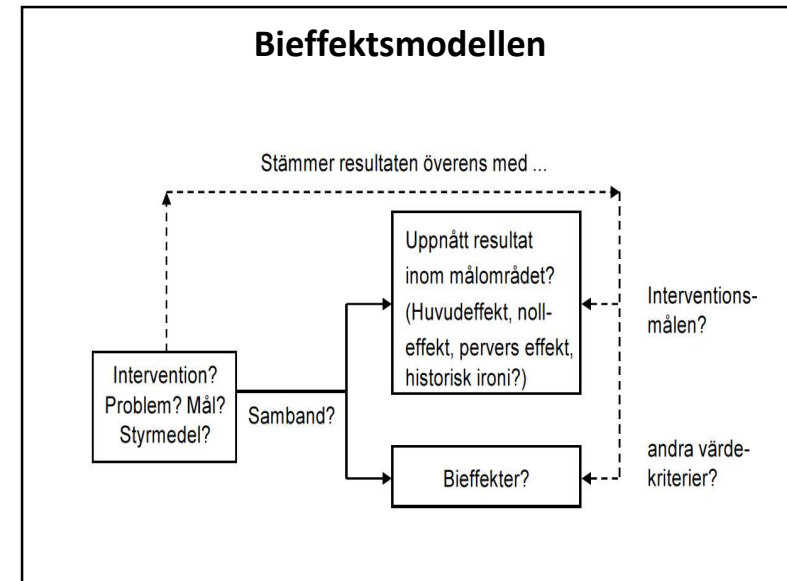 Bieffektsmodellen
Stämmer resultaten överens med ...
Uppnått resultat
inom målområdet?
(Huvudeffekt, noll-
effekt, pervers effekt,
historisk ironi?)
Interventions-
målen?
Intervention?
Problem? Mål?
Styrmedel?
Samband?
Bieffekter?
andra värde-
kriterier?